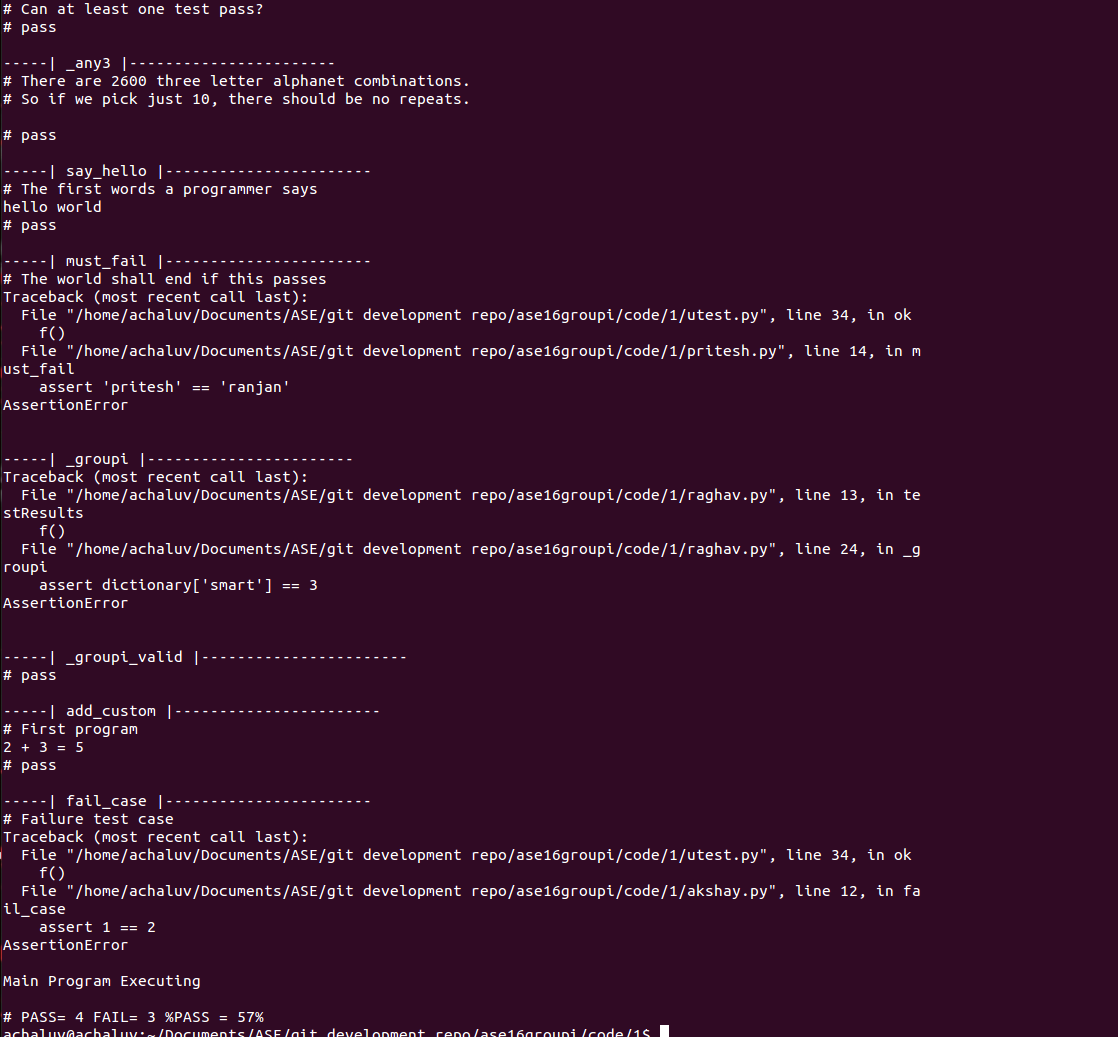 # Can at least one test pass?
# pass
-----| _any3 |-----------------------
# There are 2600 three letter alphanet combinations.
# So if we pick just 10, there should be no repeats.
# pass
-----| say_hello |-----------------------
# The first words a programmer says
hello world
# pass
-----| must_fail |-----------------------
# The world shall end if this passes
Traceback (most recent call last):
  File "/home/achaluv/Documents/ASE/git development repo/ase16groupi/code/1/utest.py", line 34, in ok
    f()
  File "/home/achaluv/Documents/ASE/git development repo/ase16groupi/code/1/pritesh.py", line 14, in m
ust_fail
    assert 'pritesh' == 'ranjan'
AssertionError
-----| _groupi |-----------------------
Traceback (most recent call last):
  File "/home/achaluv/Documents/ASE/git development repo/ase16groupi/code/1/raghav.py", line 13, in te
stResults
    f()
  File "/home/achaluv/Documents/ASE/git development repo/ase16groupi/code/1/raghav.py", line 24, in _g
roupi
    assert dictionary['smart'] == 3
AssertionError
-----| _groupi_valid |-----------------------
# pass
-----| add_custom |-----------------------
# First program
2 + 3 = 5
# pass
-----| fail_case |-----------------------
# Failure test case
Traceback (most recent call last):
  File "/home/achaluv/Documents/ASE/git development repo/ase16groupi/code/1/utest.py", line 34, in ok
    f()
  File "/home/achaluv/Documents/ASE/git development repo/ase16groupi/code/1/akshay.py", line 12, in fa
il_case
    assert 1 == 2
AssertionError
Main Program Executing
# PASS= 4 FAIL= 3 %PASS = 57%
achaluv@achaluv:~/Documents/ASE/git development repo/ase16groupi/code/1$